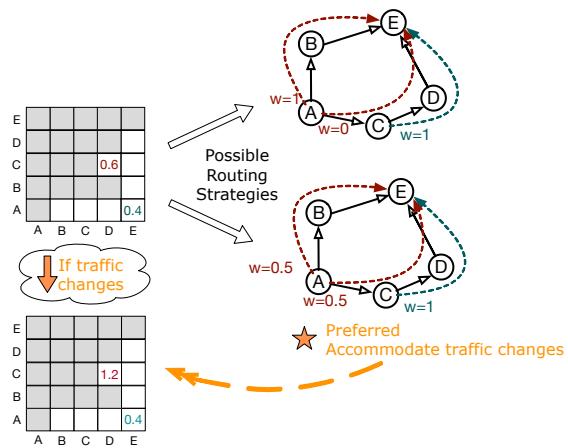 E
B
E
D
D
w=1
A
C
w=0
w=1
C
0.6
B
A
0.4
A B C D E
Possible
Routing
Strategies
E
B
w=0.5
D
A
w=0.5
C
w=1
If traffic
changes
Preferred
Accommodate traffic changes
E
D
C
1.2
B
A
0.4
A B C D E